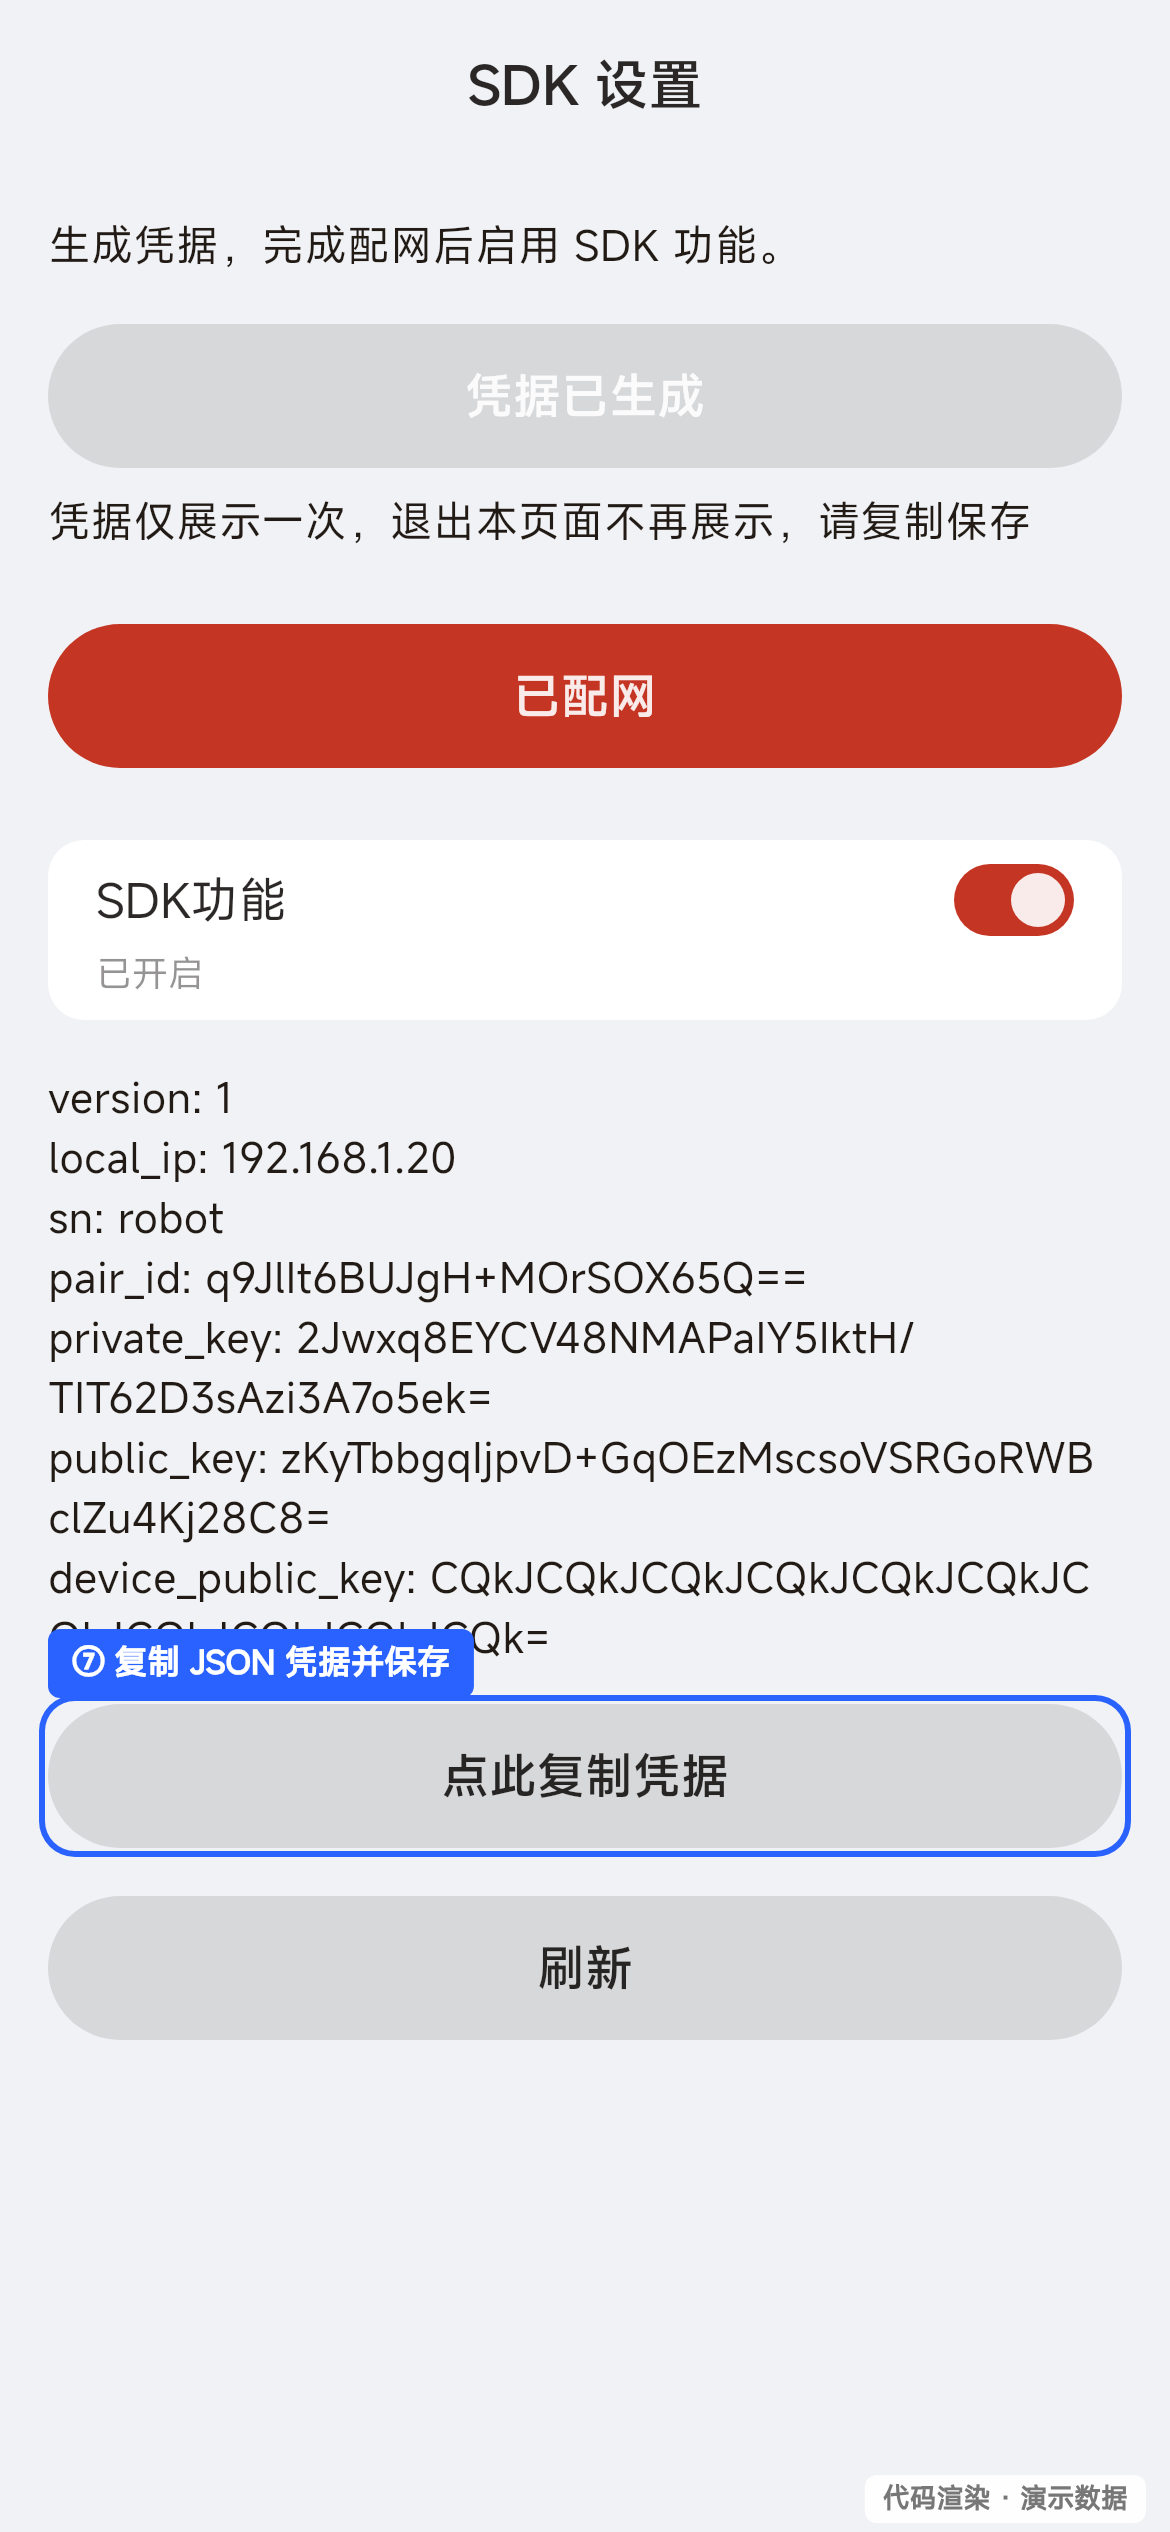 SDK 设置
生成凭据，完成配网后启用 SDK 功能。
凭据已生成
凭据仅展示一次，退出本页面不再展示，请复制保存
已配网
SDK功能
已开启
version: 1
local_ip: 192.168.1.20
sn: robot
pair_id: q9JlIt6BUJgH+MOrSOX65Q==
private_key: 2Jwxq8EYCV48NMAPaIY5IktH/
TIT62D3sAzi3A7o5ek=
public_key: zKyTbbgqIjpvD+GqOEzMscsoVSRGoRWB
clZu4Kj28C8=
device_public_key: CQkJCQkJCQkJCQkJCQkJCQkJC
Qk=
⑦ 复制 JSON 凭据并保存
点此复制凭据
刷新
代码渲染 · 演示数据